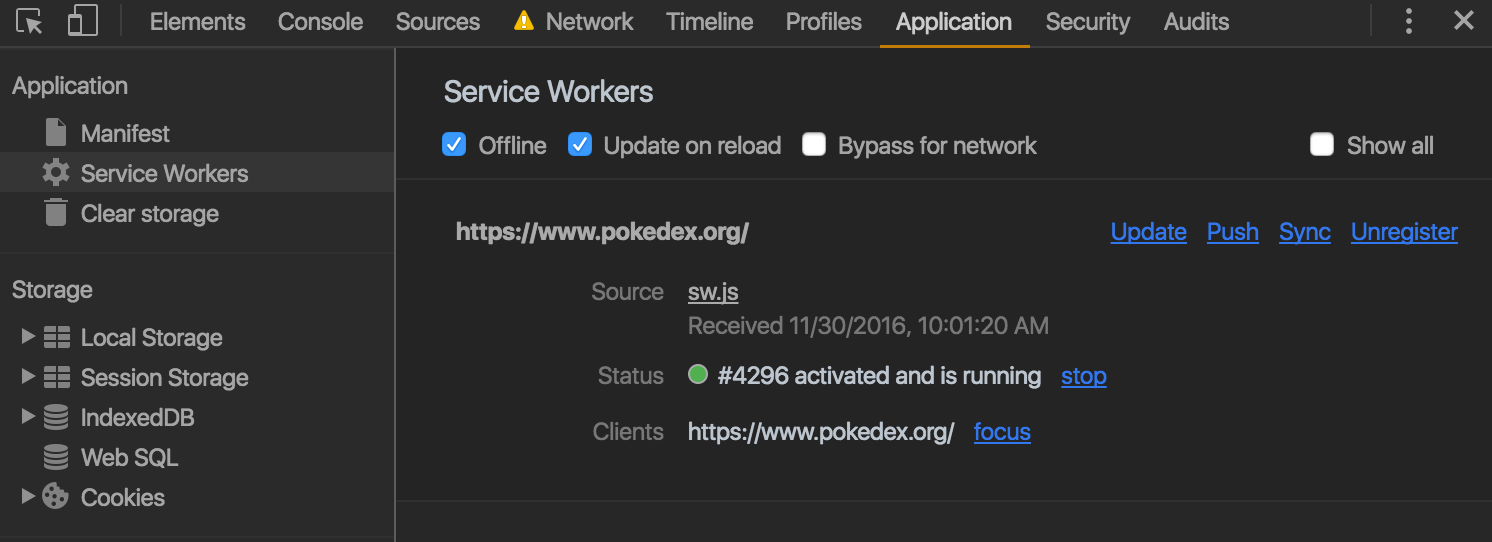 Elements Console Sources Network Timeline Profiles Application Security Audits
Application
Manifest
Service Workers
Clear storage
Storage
Local Storage
Session Storage
IndexedDB
Web SQL
Cookies
Service Workers
Offline Update on reload Bypass for network Show all
https://www.pokedex.org/ Update Push Sync Unregister
Source sw.js
Received 11/30/2016, 10:01:20 AM
Status #4296 activated and is running stop
Clients https://www.pokedex.org/ focus